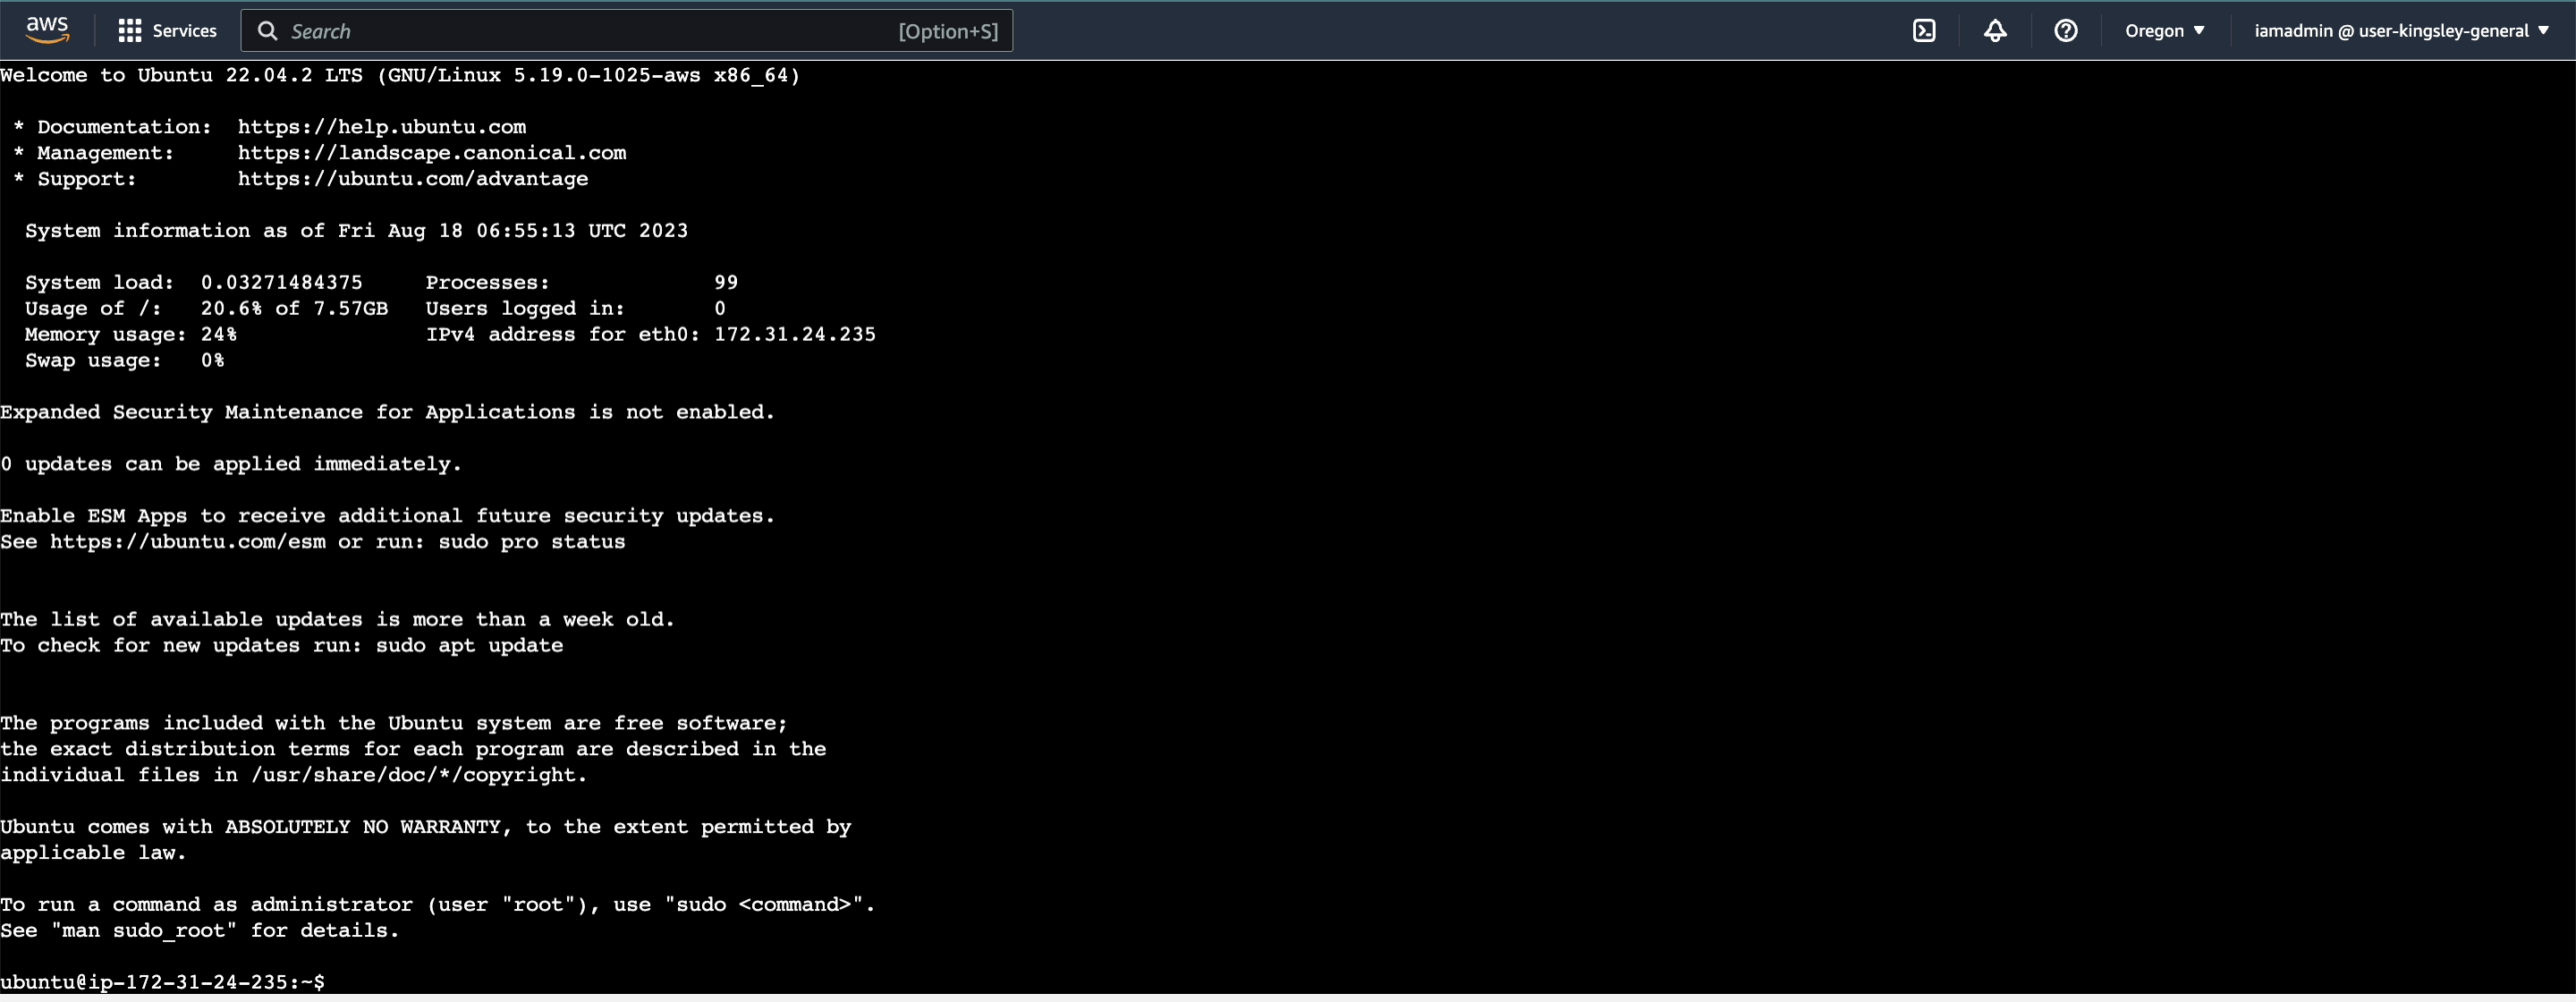 aws Services Search [Option+S] Oregon iamadmin @ user-kingsley-general
Welcome to Ubuntu 22.04.2 LTS (GNU/Linux 5.19.0-1025-aws x86_64)
* Documentation: https://help.ubuntu.com
* Management: https://landscape.canonical.com
* Support: https://ubuntu.com/advantage
System information as of Fri Aug 18 06:55:13 UTC 2023
System load: 0.03271484375 Processes: 99
Usage of /: 20.6% of 7.57GB Users logged in: 0
Memory usage: 24% IPv4 address for eth0: 172.31.24.235
Swap usage: 0%
Expanded Security Maintenance for Applications is not enabled.
0 updates can be applied immediately.
Enable ESM Apps to receive additional future security updates.
See https://ubuntu.com/esm or run: sudo pro status
The list of available updates is more than a week old.
To check for new updates run: sudo apt update
The programs included with the Ubuntu system are free software;
the exact distribution terms for each program are described in the
individual files in /usr/share/doc/*/copyright.
Ubuntu comes with ABSOLUTELY NO WARRANTY, to the extent permitted by
applicable law.
To run a command as administrator (user "root"), use "sudo <command>".
See "man sudo_root" for details.
ubuntu@ip-172-31-24-235:~$